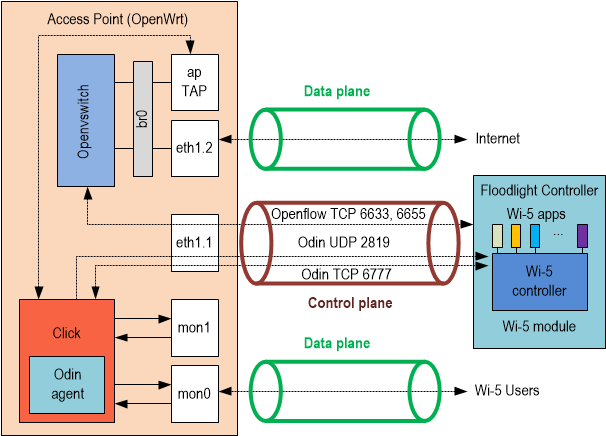 Access Point (OpenWrt)
ap
TAP
Openvswitch
br0
eth1.2
Data plane
Internet
eth1.1
Openflow TCP 6633, 6655
Odin UDP 2819
Odin TCP 6777
Control plane
Floodlight Controller
Wi-5 apps
...
Wi-5
controller
Wi-5 module
Click
Odin
agent
mon1
mon0
Data plane
Wi-5 Users